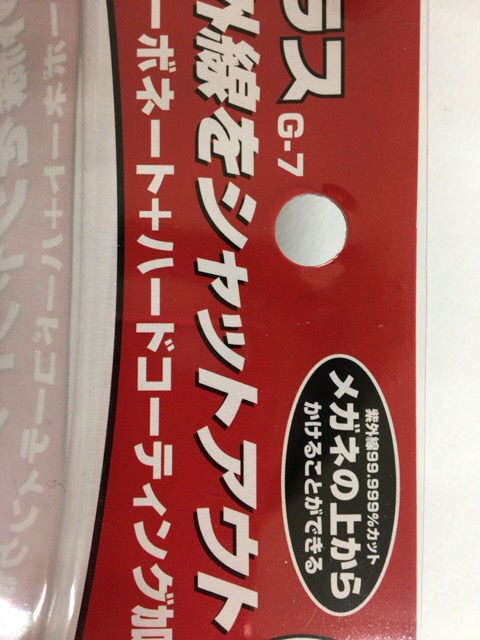 ラス G-7
外線をシャットアウト
ーボネート+ハードコーティング加
紫外線99.999%カット
メガネの上から
かけることができる